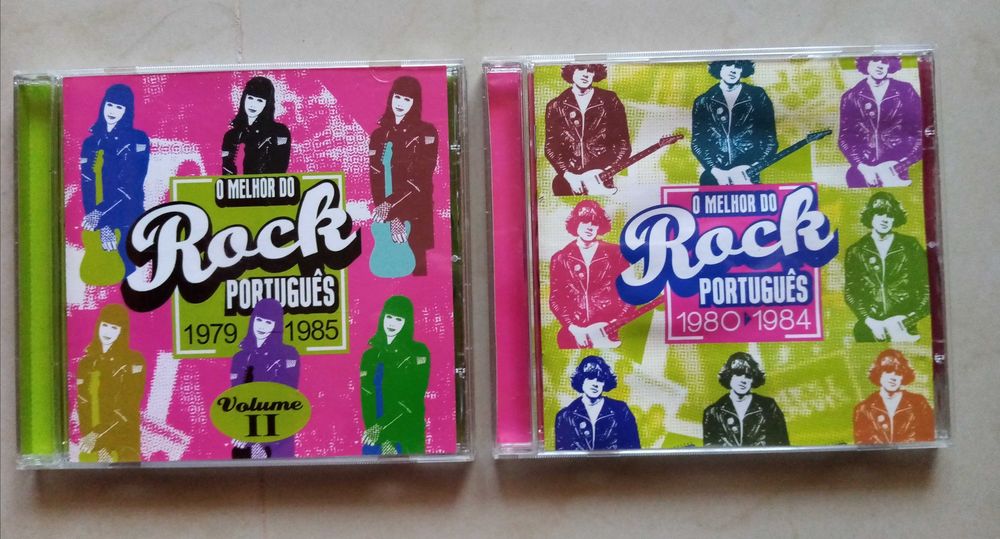 O MELHOR DO
Rock
PORTUGUÊS
1979 1985
Volume
II
O MELHOR DO
Rock
PORTUGUÊS
1980 1984